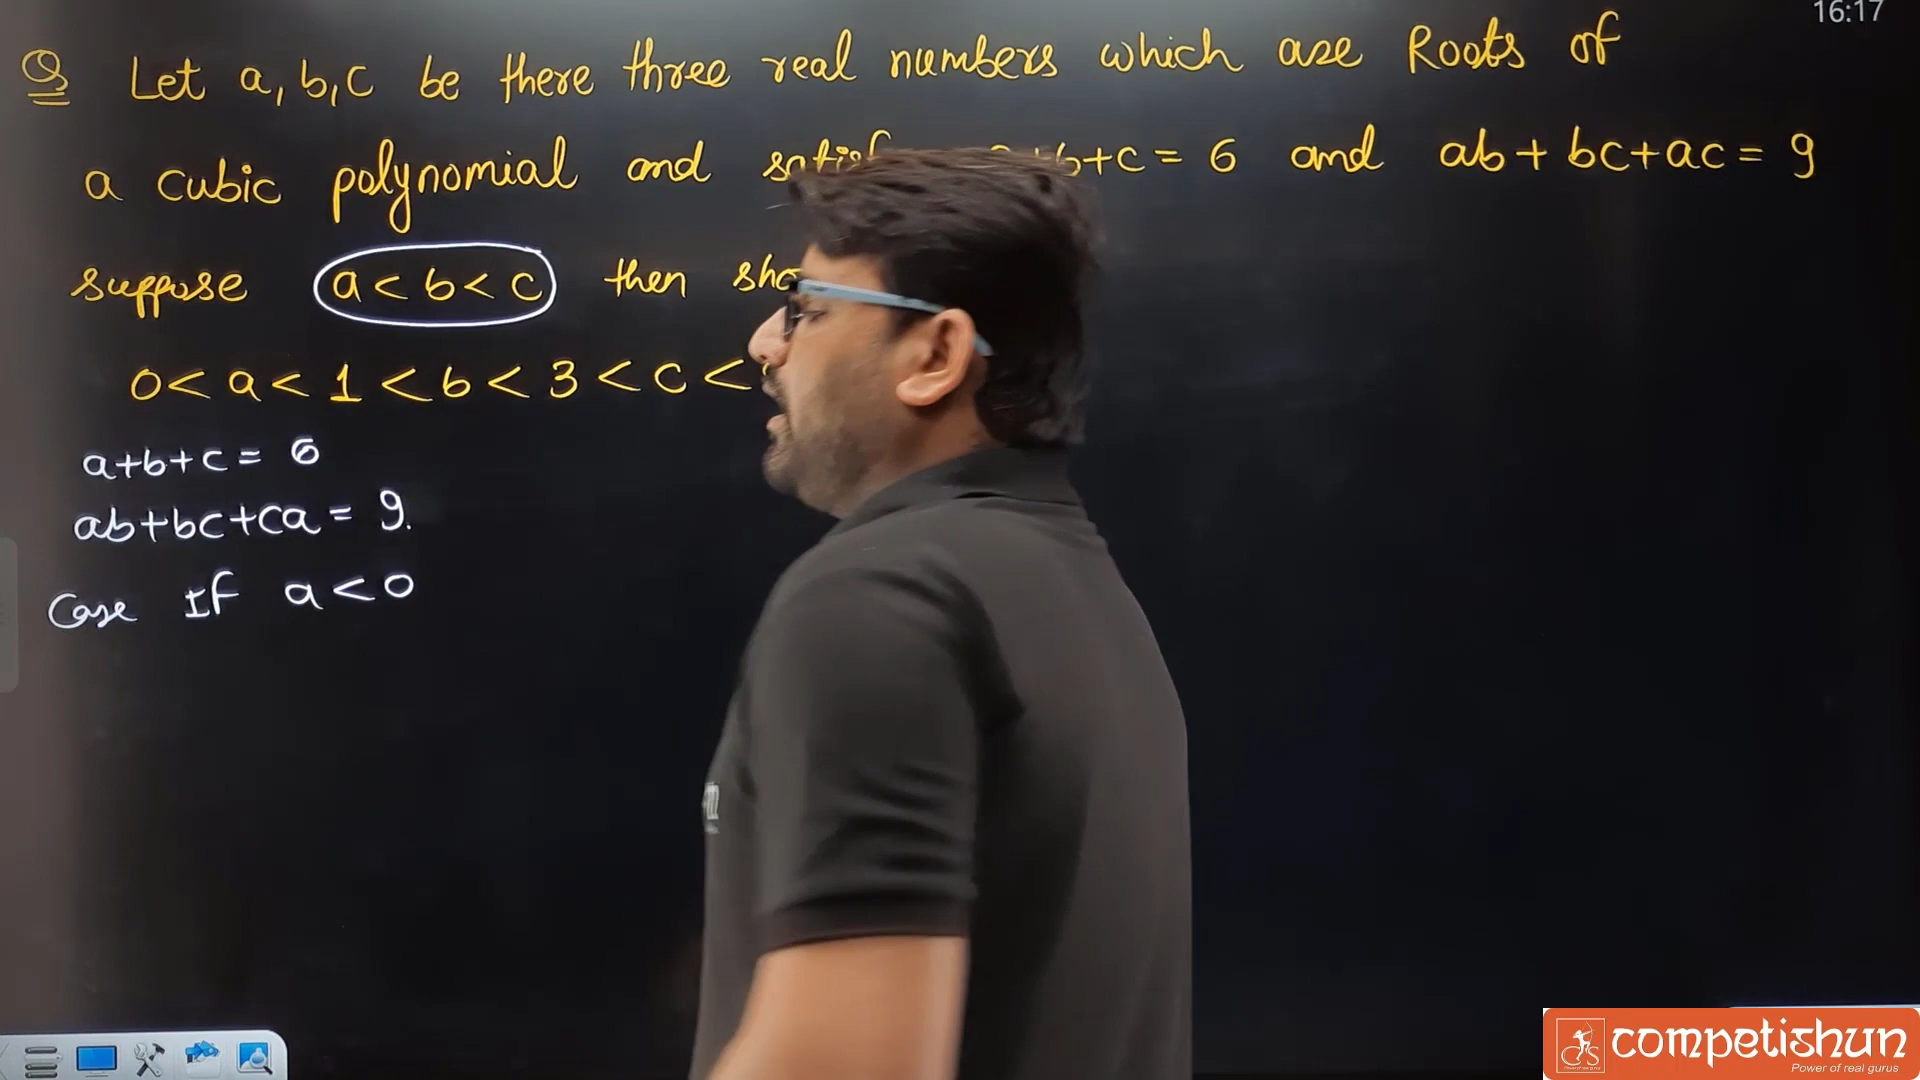 16:17
Q Let a, b, c be there three real numbers which are Roots of
a cubic polynomial and +c = 6 and ab + bc + ac = 9
suppose a < b < c then
0 < a < 1 < b < 3 < c <
a+b+c = 6
ab+bc+ca = 9.
Case If a < 0
competishun
Power of real gurus